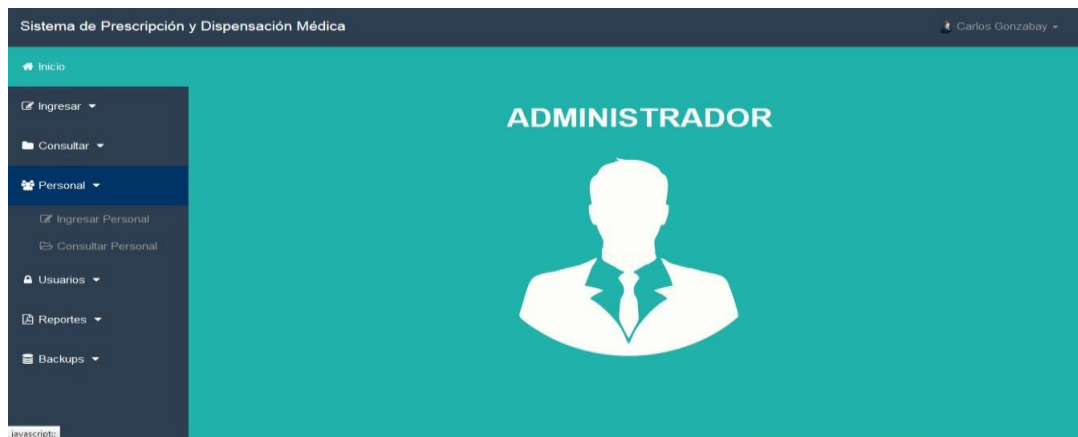 Sistema de Prescripción y Dispensación Médica
Carlos Gonzabay
Inicio
Ingresar
Consultar
Personal
Ingresar Personal
Consultar Personal
Usuarios
Reportes
Backups
ADMINISTRADOR
javascript:;